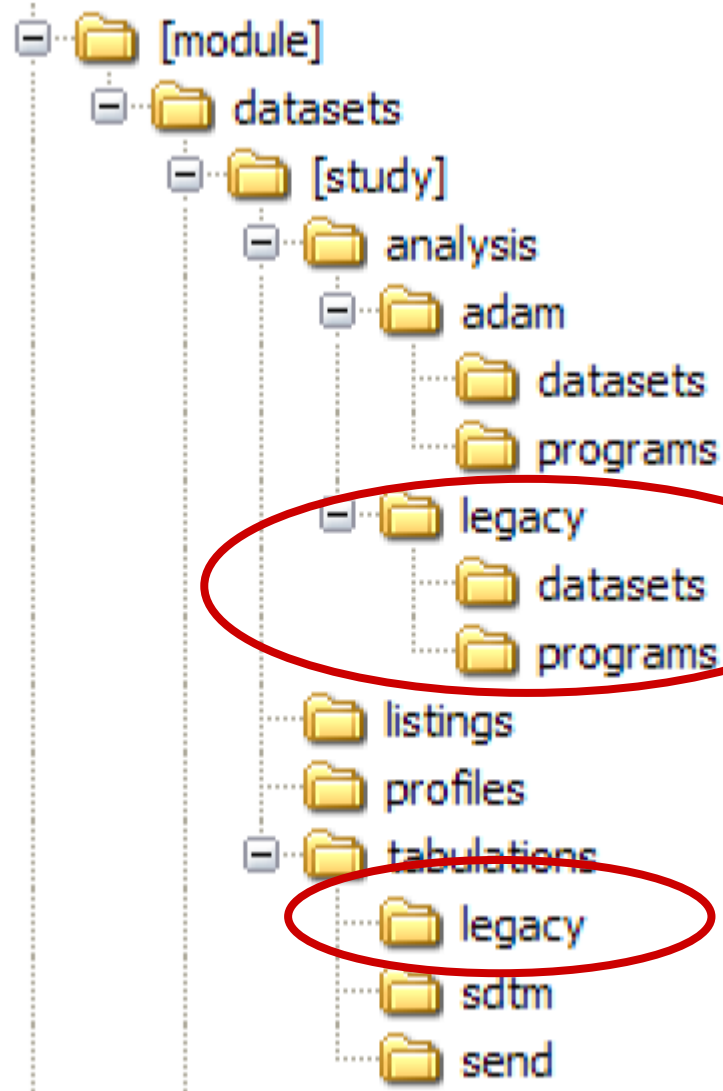 [module]
datasets
[study]
analysis
adam
datasets
programs
legacy
datasets
programs
listings
profiles
tabulations
legacy
sdtm
send